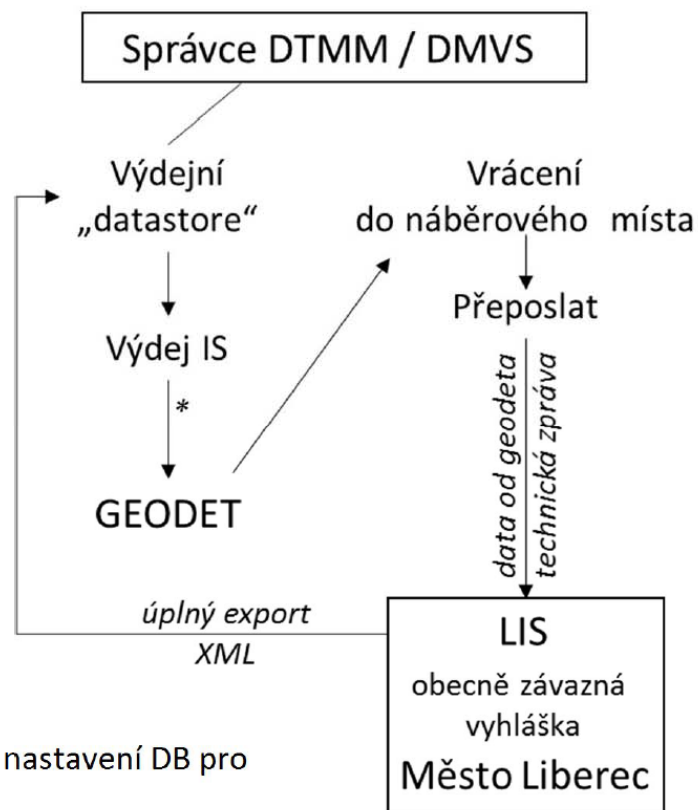 Správce DTMM / DMVS
Výdejní
„datastore“
Výdej IS
*
GEODET
Vrácení
do náběrového místa
Přeposlat
data od geodeta
technická zpráva
úplný export
XML
LIS
obecně závazná
vyhláška
Město Liberec
nastavení DB pro